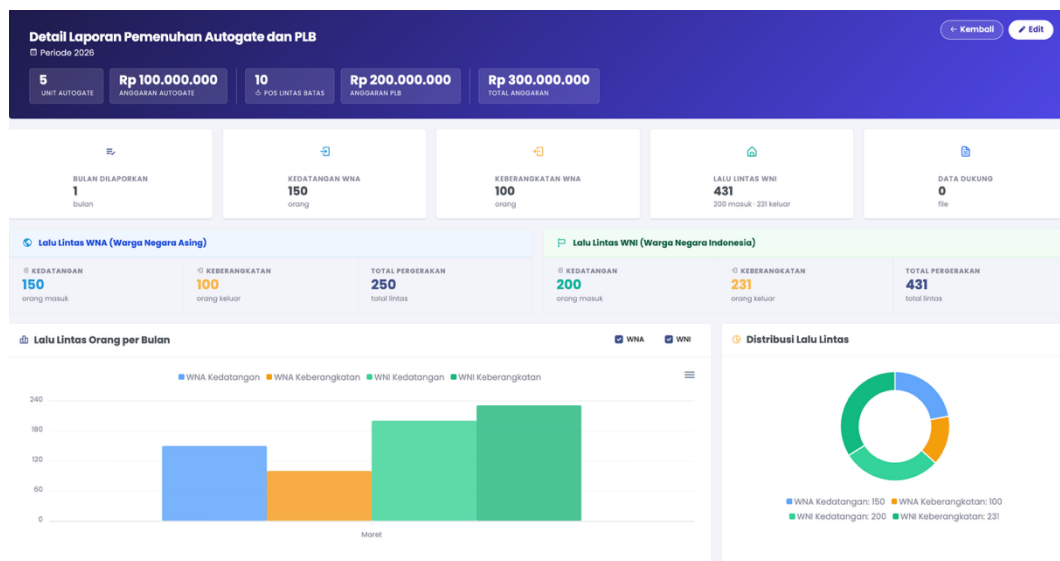 Detail Laporan Pemenuhan Autogate dan PLB
Periode 2026
← Kembali
Edit
5
UNIT AUTOGATE
Rp 100.000.000
ANGGARAN AUTOGATE
10
POS LINTAS BATAS
Rp 200.000.000
ANGGARAN PLB
Rp 300.000.000
TOTAL ANGGARAN
BULAN DILAPORKAN
1
bulan
KEDATANGAN WNA
150
orang
KEBERANGKATAN WNA
100
orang
LALU LINTAS WNI
431
200 masuk · 231 keluar
DATA DUKUNG
0
file
Lalu Lintas WNA (Warga Negara Asing)
KEDATANGAN
150
orang masuk
KEBERANGKATAN
100
orang keluar
TOTAL PERGERAKAN
250
total lintas
Lalu Lintas WNI (Warga Negara Indonesia)
KEDATANGAN
200
orang masuk
KEBERANGKATAN
231
orang keluar
TOTAL PERGERAKAN
431
total lintas
Lalu Lintas Orang per Bulan
WNA
WNI
WNA Kedatangan WNA Keberangkatan WNI Kedatangan WNI Keberangkatan
240
180
120
60
0
Maret
Distribusi Lalu Lintas
WNA Kedatangan: 150 WNA Keberangkatan: 100
WNI Kedatangan: 200 WNI Keberangkatan: 231